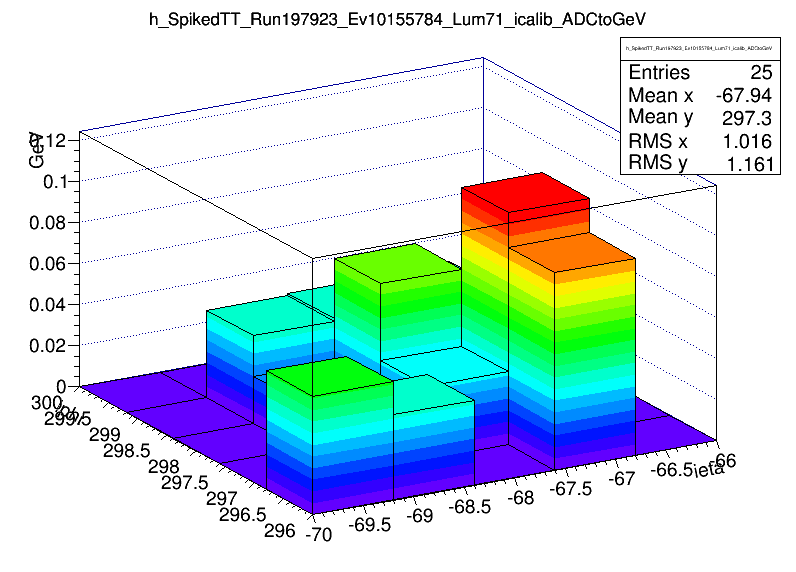 h_SpikedTT_Run197923_Ev10155784_Lum71_icalib_ADCtoGeV
h_SpikedTT_Run197923_Ev10155784_Lum71_icalib_ADCtoGeV
Entries 25
Mean x -67.94
Mean y 297.3
RMS x 1.016
RMS y 1.161
GeV
0.12
0.1
0.08
0.06
0.04
0.02
0
300
299.5
299
298.5
298
297.5
297
296.5
296
-70
-69.5
-69
-68.5
-68
-67.5
-67
-66.5
-66
ieta